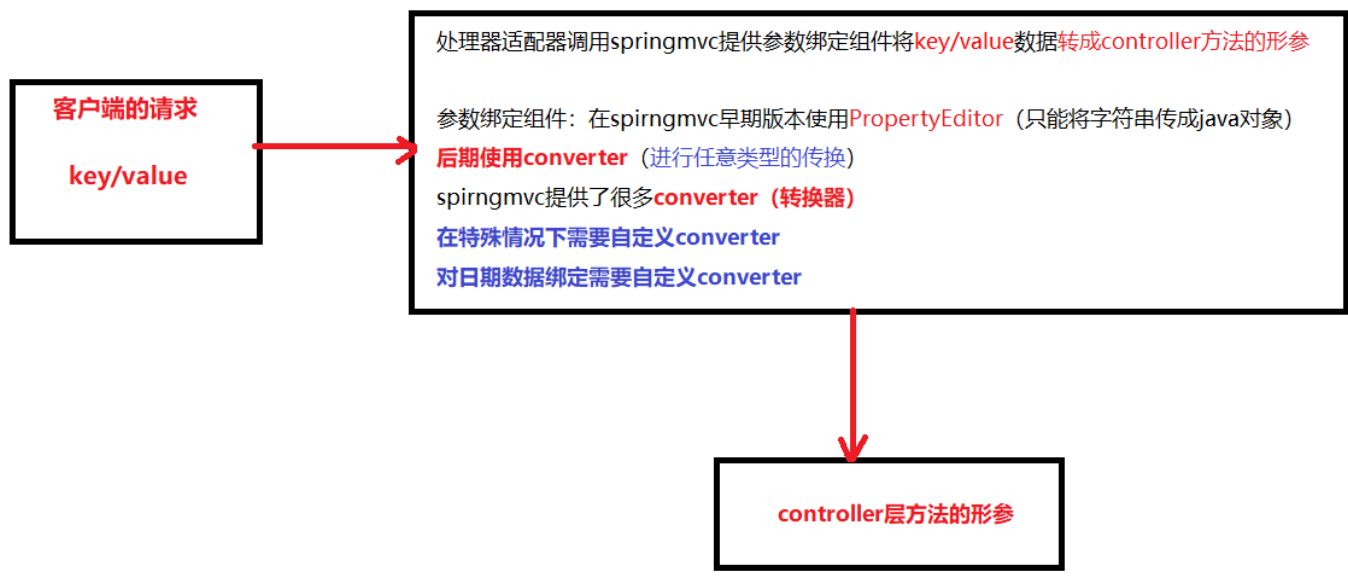 客户端的请求
key/value
处理器适配器调用springmvc提供参数绑定组件将key/value数据转成controller方法的形参
参数绑定组件：在spirngmvc早期版本使用PropertyEditor（只能将字符串传成java对象）
后期使用converter（进行任意类型的传换）
spirngmvc提供了很多converter（转换器）
在特殊情况下需要自定义converter
对日期数据绑定需要自定义converter
controller层方法的形参